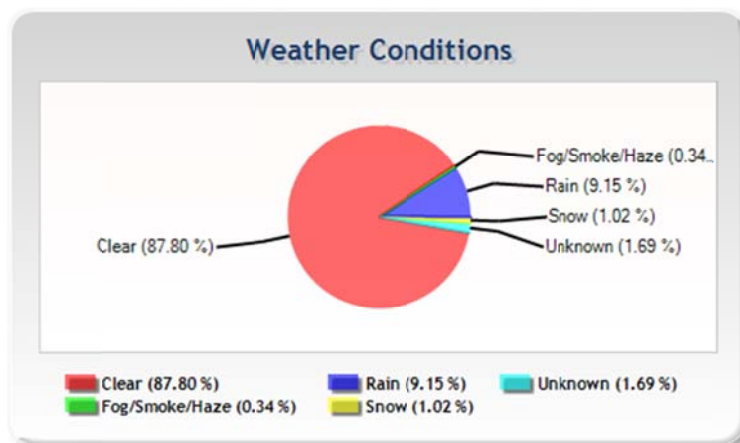 Weather Conditions
Fog/Smoke/Haze (0.34...
Rain (9.15 %)
Snow (1.02 %)
Clear (87.80 %)
Unknown (1.69 %)
Clear (87.80 %) Rain (9.15 %) Unknown (1.69 %)
Fog/Smoke/Haze (0.34 %) Snow (1.02 %)